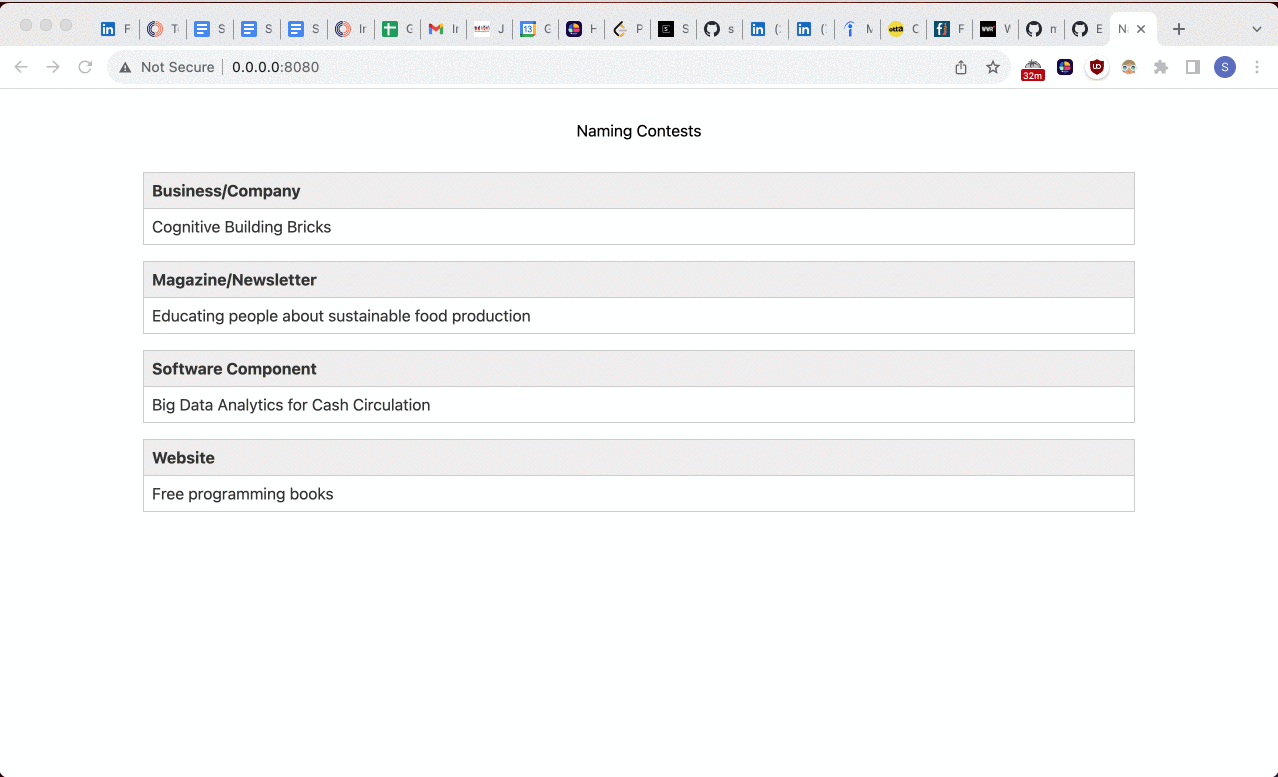 F T S S S Ir G Ir J G H P S s ( ( M C F V m E N
Not Secure 0.0.0.0:8080 32m S
Naming Contests
Business/Company
Cognitive Building Bricks
Magazine/Newsletter
Educating people about sustainable food production
Software Component
Big Data Analytics for Cash Circulation
Website
Free programming books